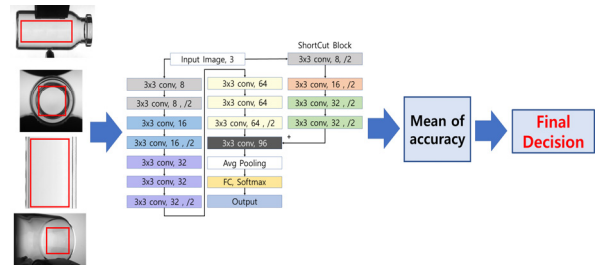 ShortCut Block
Input Image, 3
3x3 conv, 8, /2
3x3 conv, 8
3x3 conv, 8 , /2
3x3 conv, 16
3x3 conv, 16 , /2
3x3 conv, 32
3x3 conv, 32
3x3 conv, 32 , /2
3x3 conv, 64
3x3 conv, 64
3x3 conv, 64 , /2
3x3 conv, 96
Avg Pooling
FC, Softmax
Output
3x3 conv, 16 , /2
3x3 conv, 32 ,/2
3x3 conv, 32 , /2
+
Mean of
accuracy
Final
Decision